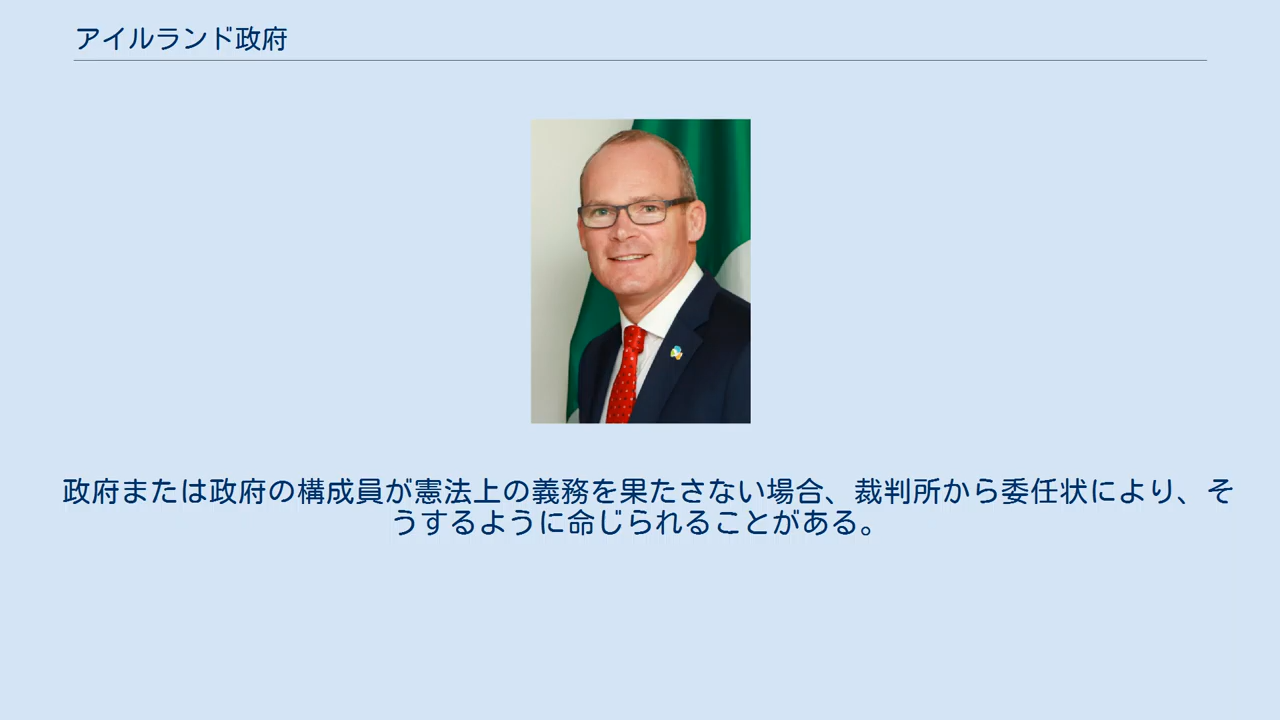 アイルランド政府
政府または政府の構成員が憲法上の義務を果たさない場合、裁判所から委任状により、そ
うするように命じられることがある。